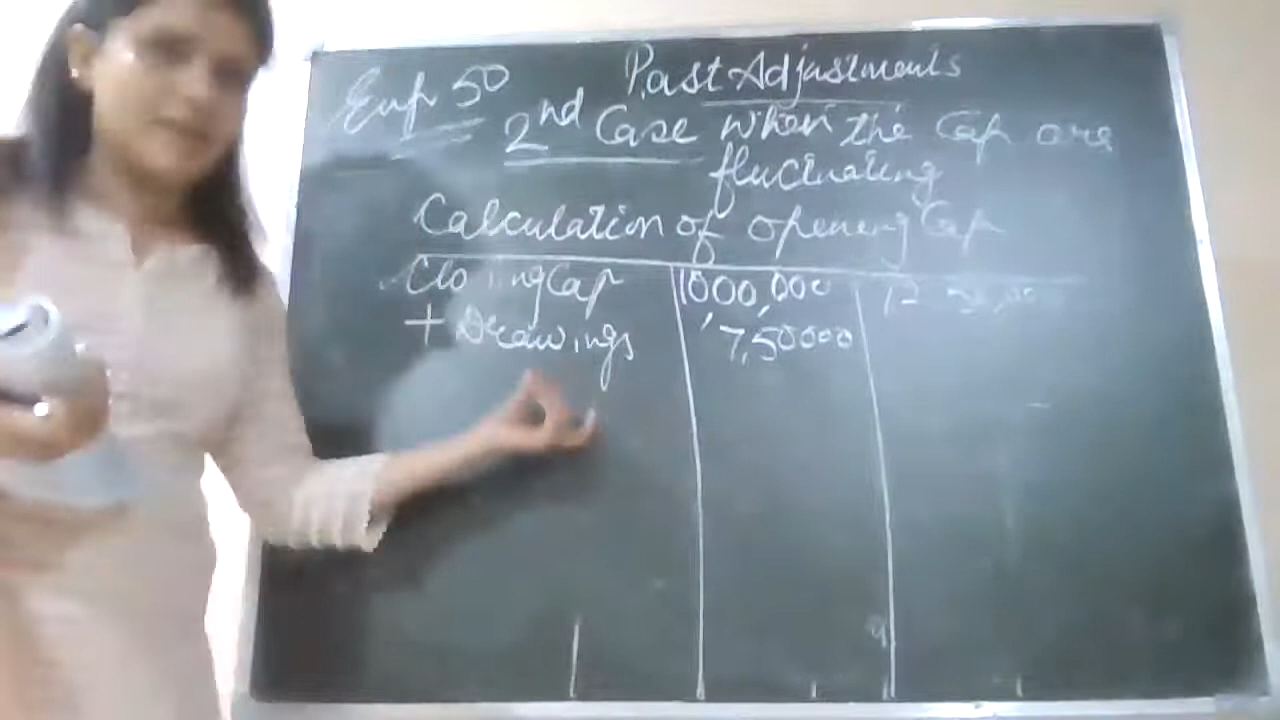 Past Adjustments
Exp 50
2nd Case when the Cap are
fluctuating
Calculation of opening Cap
Closing Cap 1000,000
+ Drawings 7,50000